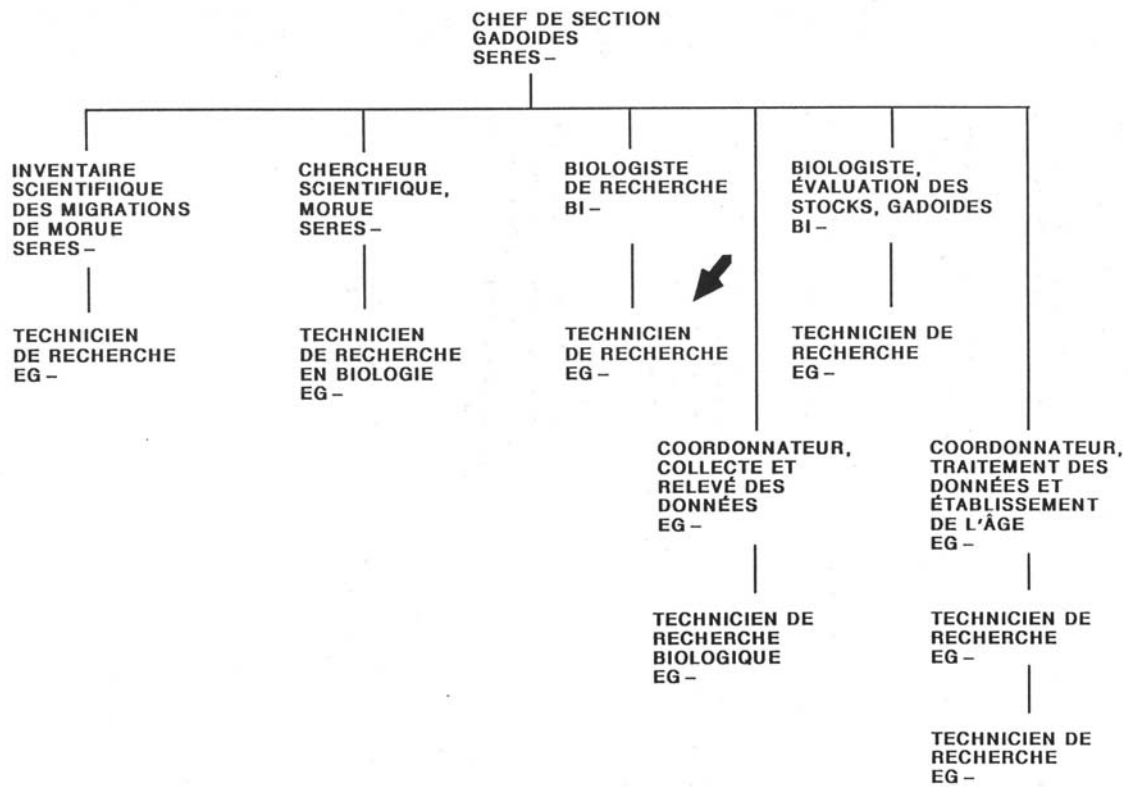 CHEF DE SECTION
GADOIDES
SERES –
INVENTAIRE
SCIENTIFIIQUE
DES MIGRATIONS
DE MORUE
SERES –
CHERCHEUR
SCIENTIFIQUE,
MORUE
SERES –
BIOLOGISTE
DE RECHERCHE
BI –
BIOLOGISTE,
ÉVALUATION DES
STOCKS, GADOIDES
BI –
TECHNICIEN
DE RECHERCHE
EG –
TECHNICIEN
DE RECHERCHE
EN BIOLOGIE
EG –
TECHNICIEN
DE RECHERCHE
EG –
TECHNICIEN DE
RECHERCHE
EG –
COORDONNATEUR,
COLLECTE ET
RELEVÉ DES
DONNÉES
EG –
COORDONNATEUR,
TRAITEMENT DES
DONNÉES ET
ÉTABLISSEMENT
DE L'ÂGE
EG –
TECHNICIEN DE
RECHERCHE
BIOLOGIQUE
EG –
TECHNICIEN DE
RECHERCHE
EG –
TECHNICIEN DE
RECHERCHE
EG –